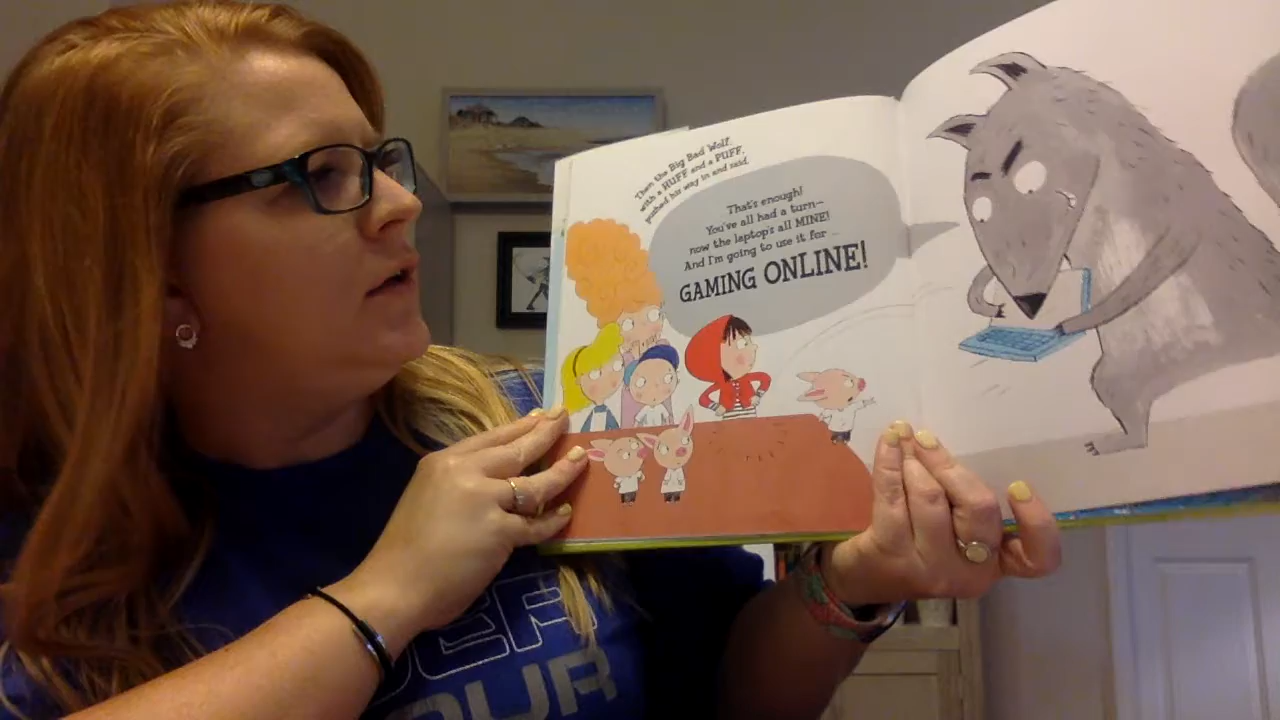 Then the Big Bad Wolf,
with a HUFF and a PUFF,
pushed his way in and said,
That's enough!
You've all had a turn—
now the laptop's all MINE!
And I'm going to use it for ...
GAMING ONLINE!
OUR